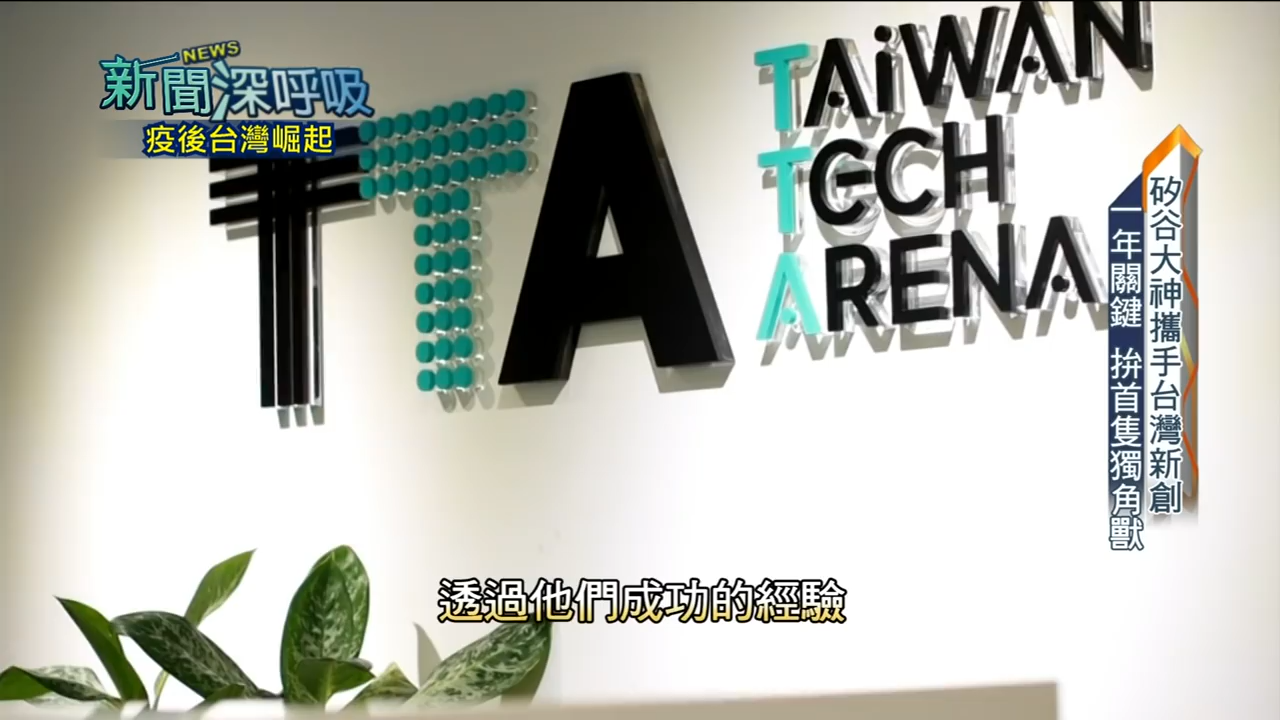 NEWS
新聞深呼吸
疫後台灣崛起
TTA
TAiWAN
TECH
ARENA
矽谷大神攜手台灣新創
一年關鍵 拚首隻獨角獸
透過他們成功的經驗